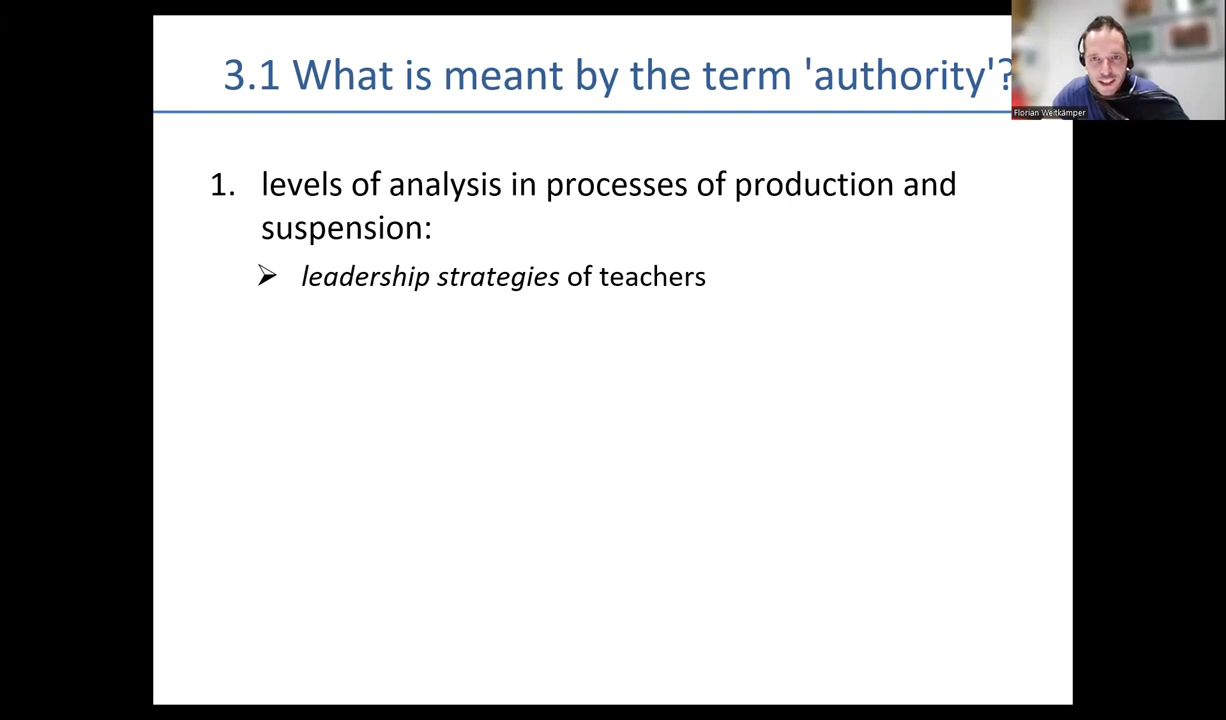 3.1 What is meant by the term 'authority'?
Florian Weitkämper
1. levels of analysis in processes of production and
suspension:
➢ leadership strategies of teachers